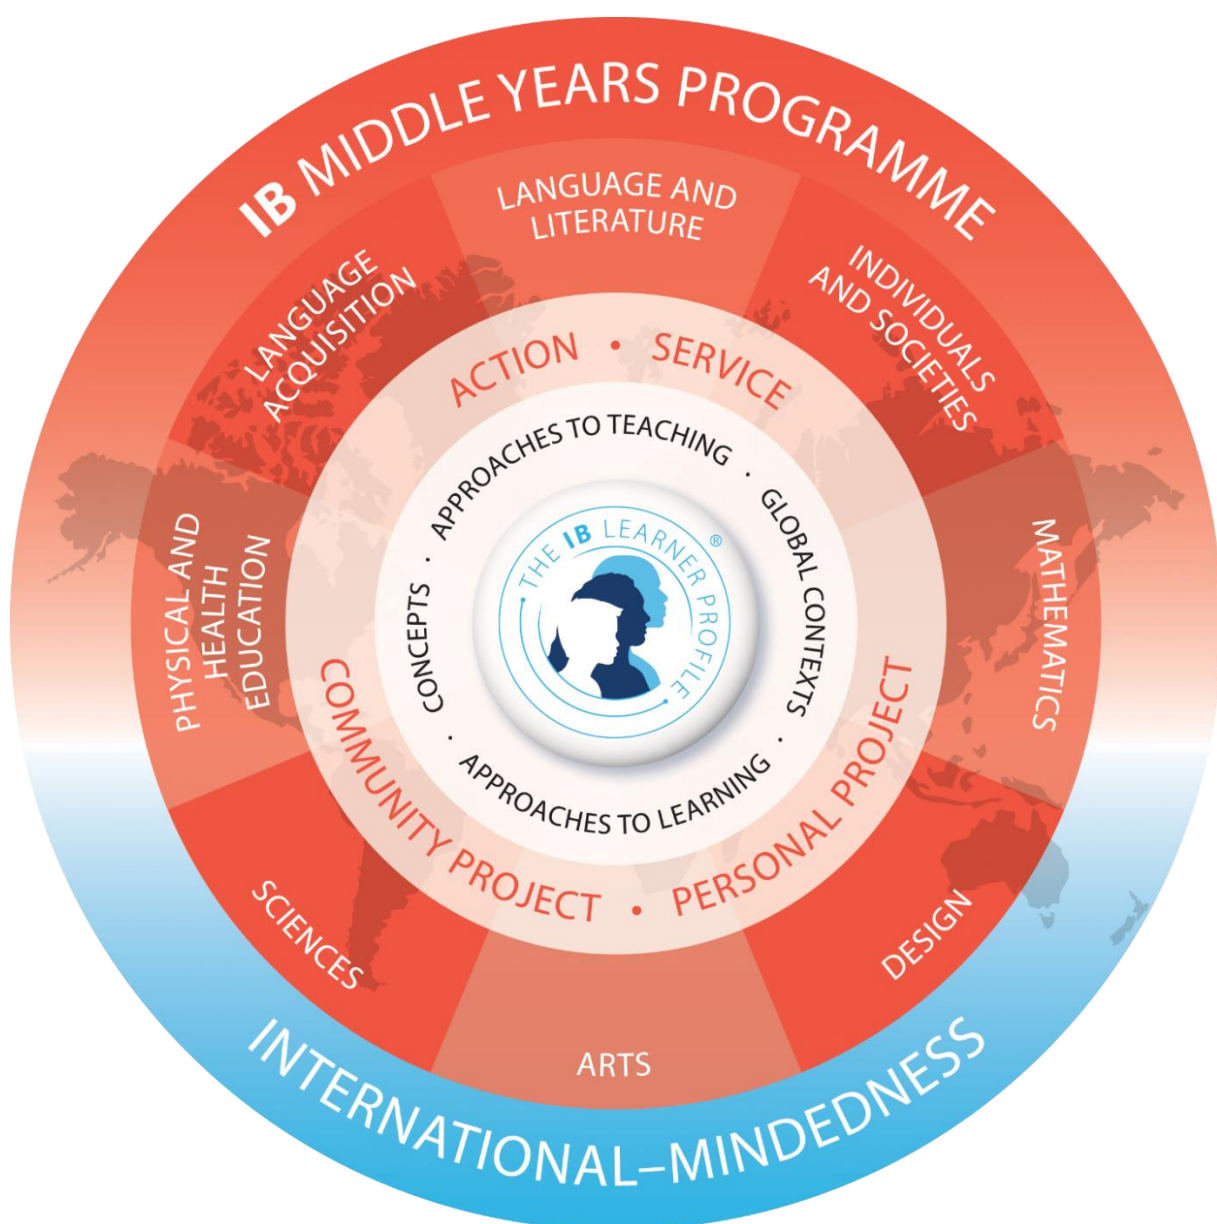 IB MIDDLE YEARS PROGRAMME
LANGUAGE AND
LITERATURE
INDIVIDUALS
AND SOCIETIES
MATHEMATICS
DESIGN
ARTS
SCIENCES
PHYSICAL AND
HEALTH
EDUCATION
LANGUAGE
ACQUISITION
ACTION • SERVICE
PERSONAL PROJECT
•
COMMUNITY PROJECT
APPROACHES TO TEACHING ·
GLOBAL CONTEXTS ·
APPROACHES TO LEARNING ·
CONCEPTS ·
• THE IB LEARNER PROFILE • ®
INTERNATIONAL–MINDEDNESS